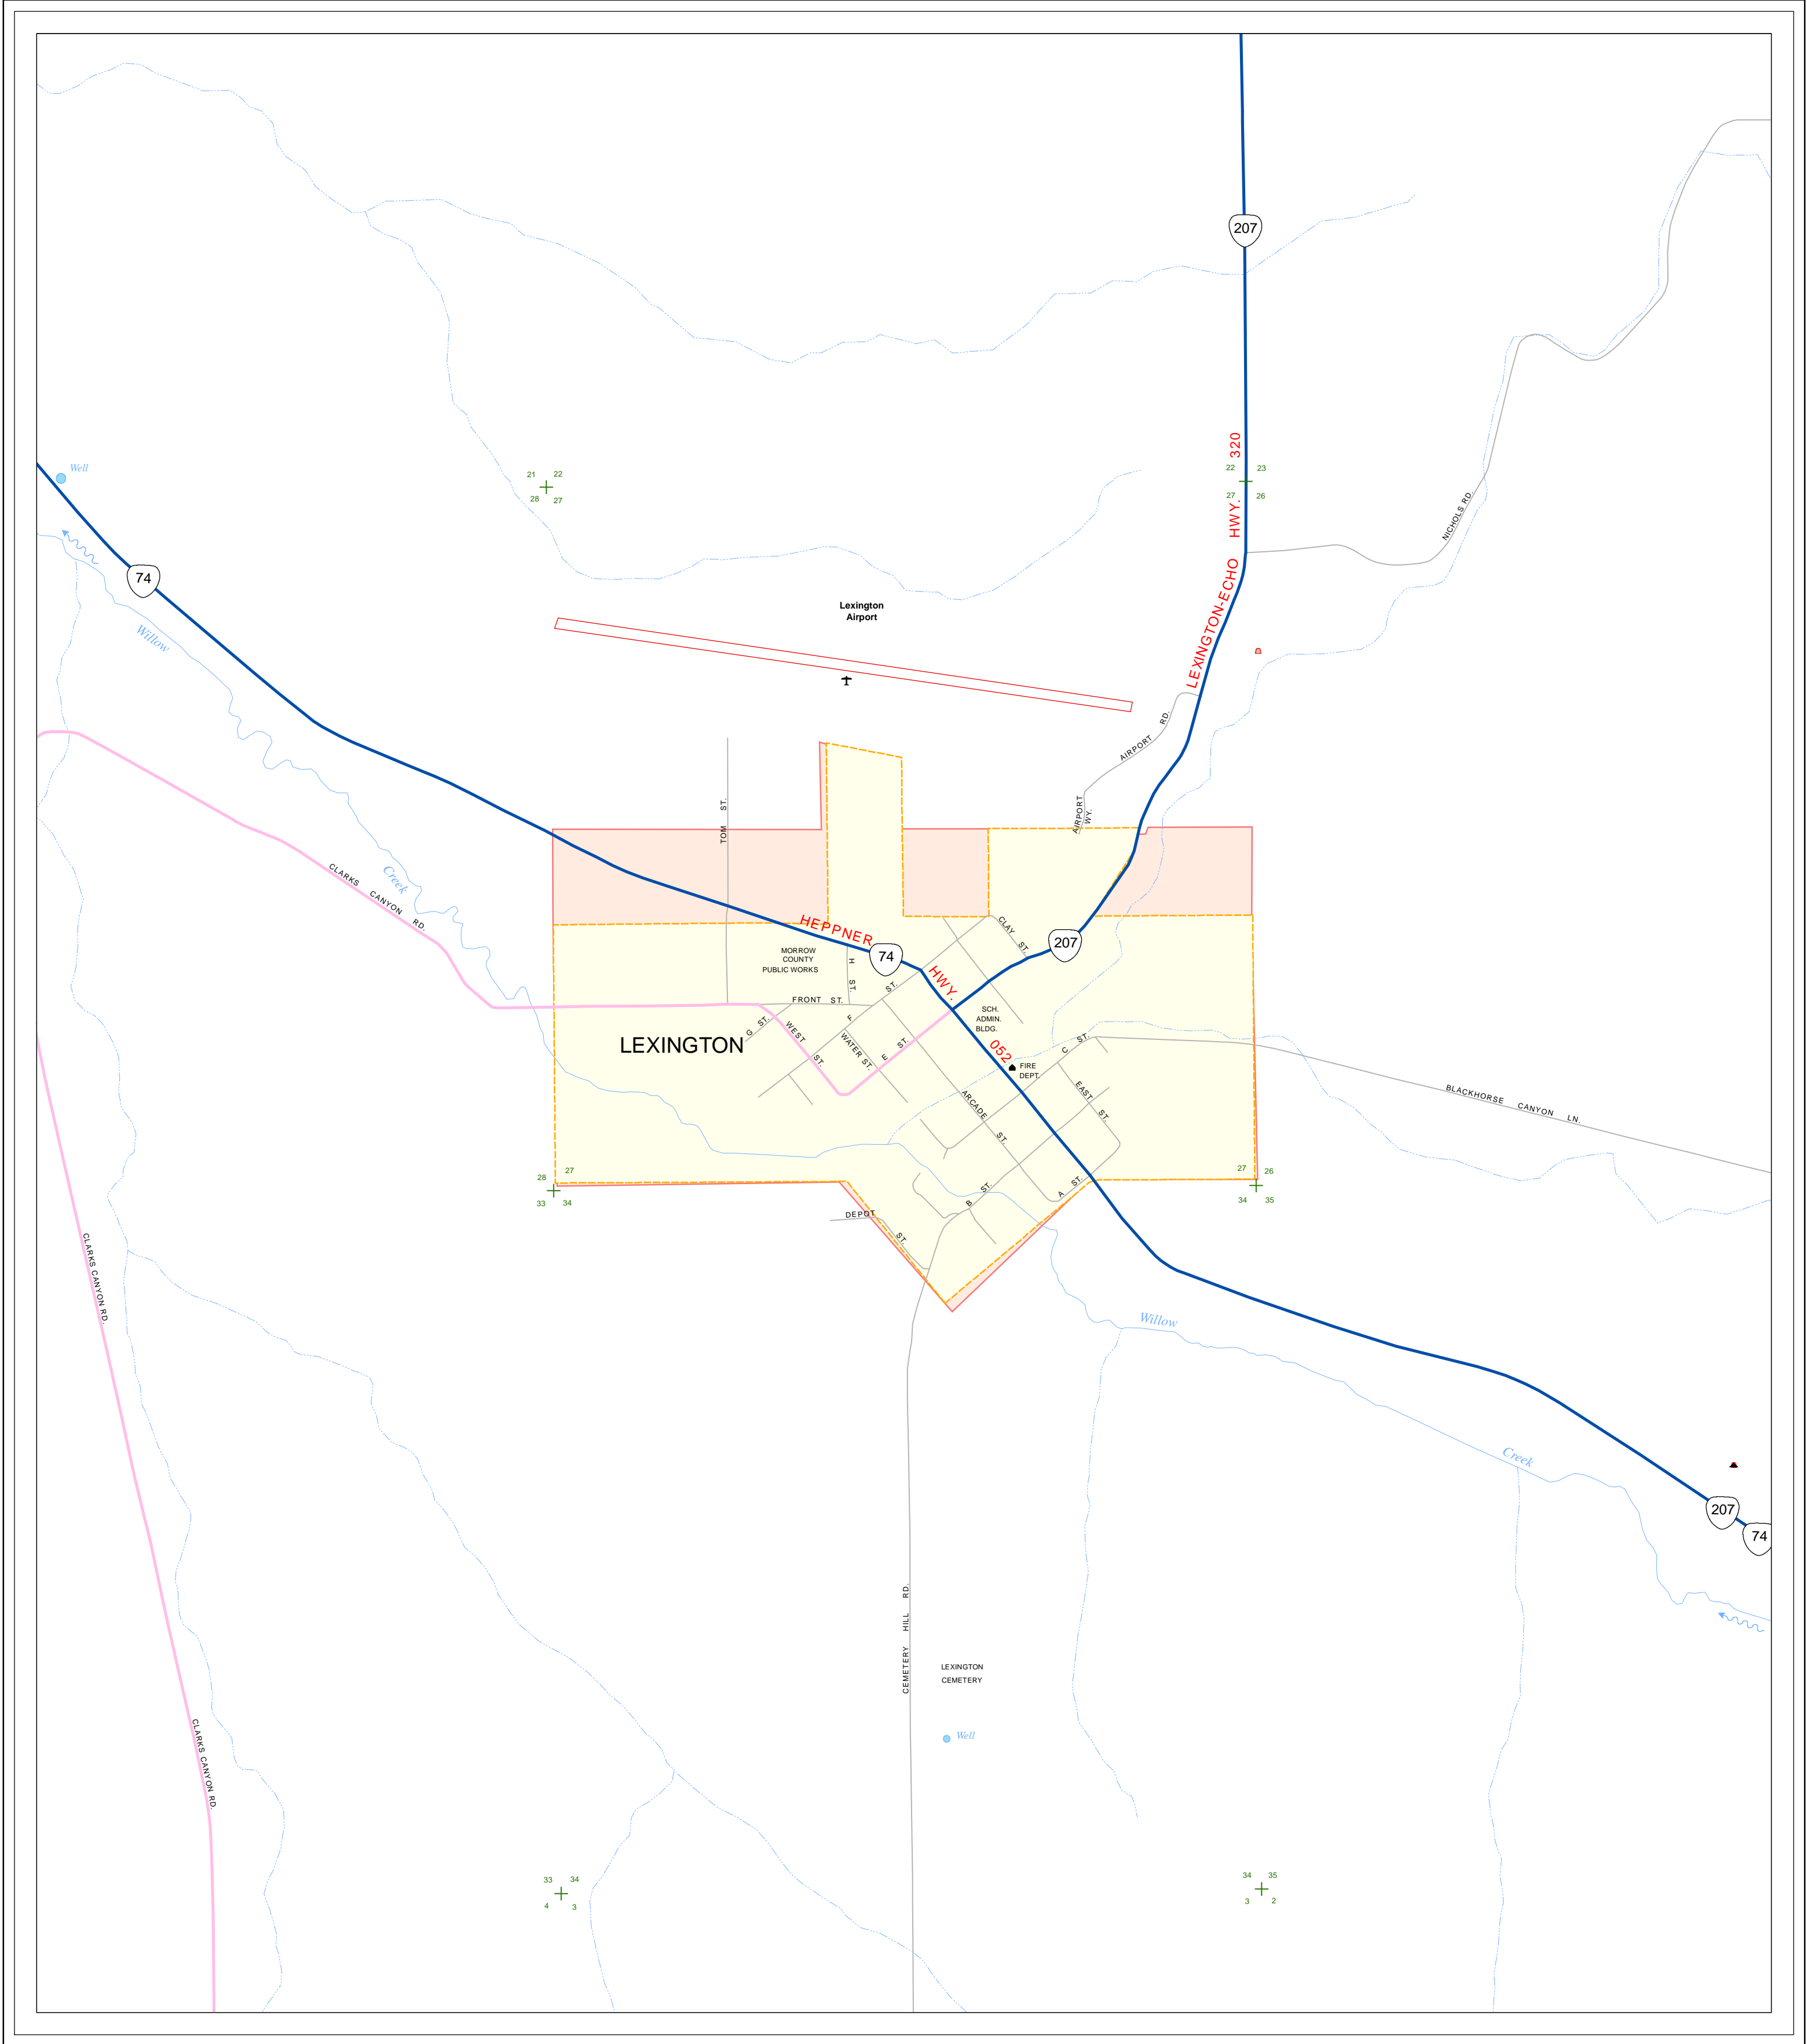 207
Well
21 22
28 27
22 23
27 26
LEXINGTON-ECHO HWY. 320
NICHOLS RD.
74
Willow
Lexington
Airport
AIRPORT RD.
AIRPORT
WY.
TOM ST.
CLARKS CANYON RD.
Creek
HEPPNER
HWY.
052
CLAY ST.
207
74
MORROW
COUNTY
PUBLIC WORKS
H ST.
FRONT ST.
G ST.
WEST ST.
F ST.
WATER ST.
E ST.
SCH.
ADMIN.
BLDG.
LEXINGTON
C ST.
FIRE
DEPT.
EAST ST.
ARCADE ST.
BLACKHORSE CANYON LN.
28 27
33 34
27 26
34 35
B ST.
A ST.
DEPOT ST.
CLARKS CANYON RD.
Willow
Creek
207
74
CEMETERY HILL RD.
LEXINGTON
CEMETERY
Well
CLARKS CANYON RD.
33 34
4 3
34 35
3 2